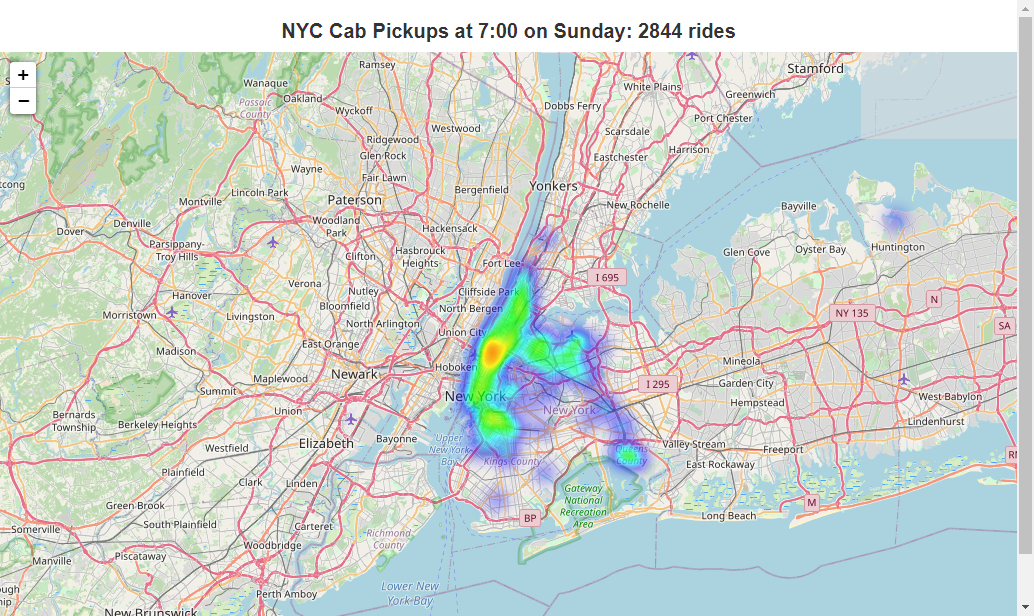 NYC Cab Pickups at 7:00 on Sunday: 2844 rides
+
−
Ramsey
Stamford
Wanaque
White Plains
Greenwich
Oakland
Passaic
County
Dobbs Ferry
Wyckoff
Port Chester
Westwood
Scarsdale
Ridgewood
Harrison
Glen Rock
Eastchester
Wayne
Fair Lawn
Yonkers
Lincoln Park
Bergenfield
Paterson
New Rochelle
Montville
Bayville
Woodland
Park
Denville
Hackensack
Dover
Parsippany-
Troy Hills
Huntington
Hasbrouck
Heights
Glen Cove
Oyster Bay
Clifton
Fort Lee
I 695
Verona
Nutley
Cliffside Park
Hanover
N
Bloomfield
North Bergen
NY 135
Morristown
Livingston
North Arlington
SA
Union City
East Orange
Madison
Mineola
Hoboken
Newark
Maplewood
I 295
Garden City
Summit
New York
West Babylon
Hempstead
Union
New York
Bernards
Township
Berkeley Heights
Lindenhurst
Bayonne
Elizabeth
Upper
New York
Bay
Valley Stream
Westfield
Queens
County
Freeport
RM
Kings County
East Rockaway
Plainfield
Clark
Linden
Gateway
National
Recreation
Area
Green Brook
M
South Plainfield
BP
Long Beach
Carteret
Somerville
Richmond
County
Woodbridge
Piscataway
Manville
Lower New
York Bay
Perth Amboy
New Brunswick